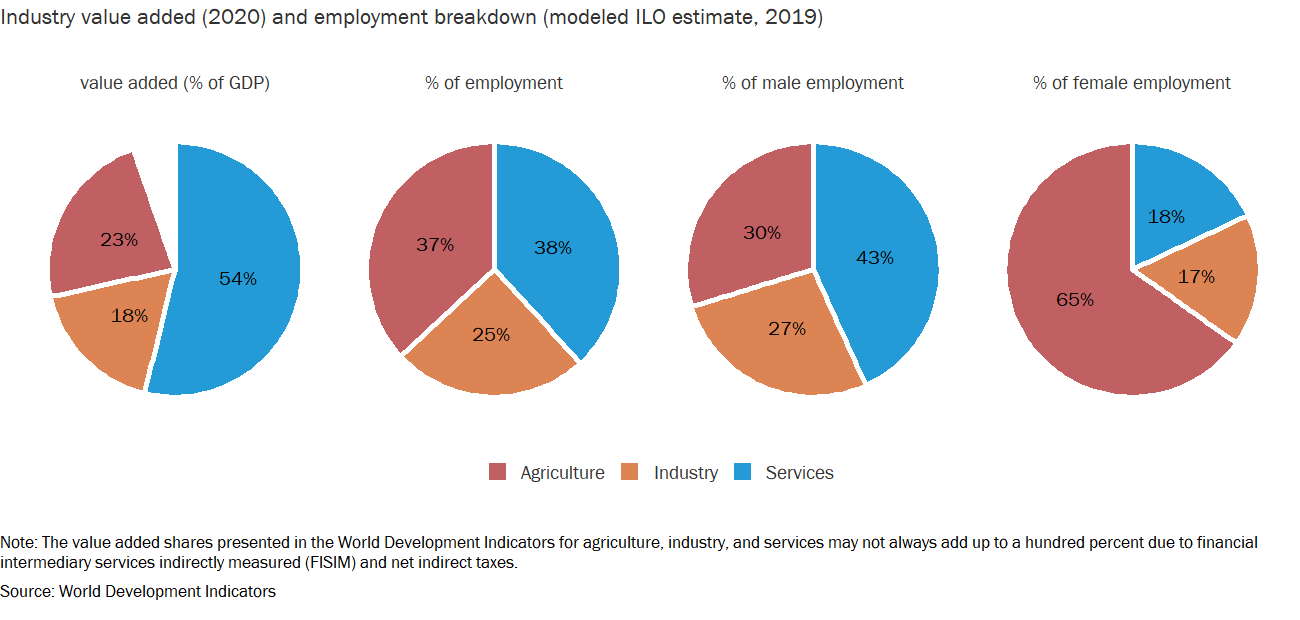 Industry value added (2020) and employment breakdown (modeled ILO estimate, 2019)
value added (% of GDP)
% of employment
% of male employment
% of female employment
23%
54%
18%
37%
38%
25%
30%
43%
27%
18%
17%
65%
Agriculture
Industry
Services
Note: The value added shares presented in the World Development Indicators for agriculture, industry, and services may not always add up to a hundred percent due to financial
intermediary services indirectly measured (FISIM) and net indirect taxes.
Source: World Development Indicators